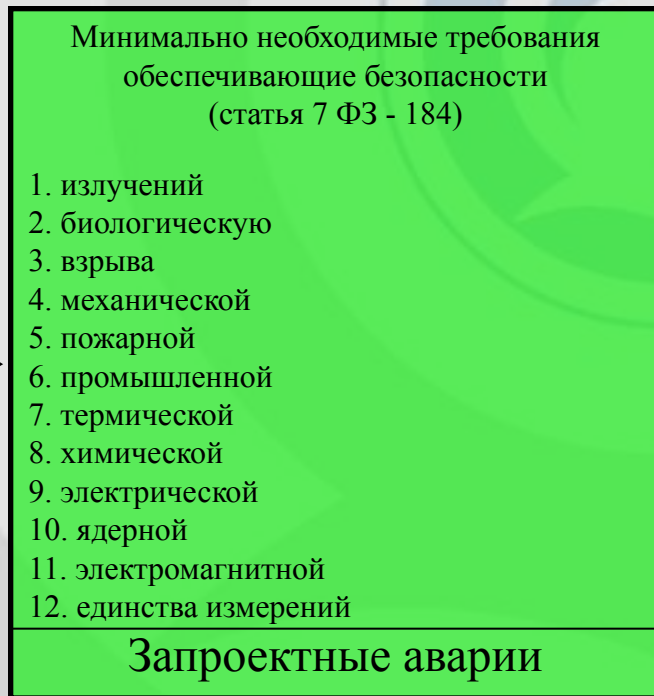 Минимально необходимые требования
обеспечивающие безопасности
(статья 7 ФЗ - 184)
1. излучений
2. биологическую
3. взрыва
4. механической
5. пожарной
6. промышленной
7. термической
8. химической
9. электрической
10. ядерной
11. электромагнитной
12. единства измерений
Запроектные аварии